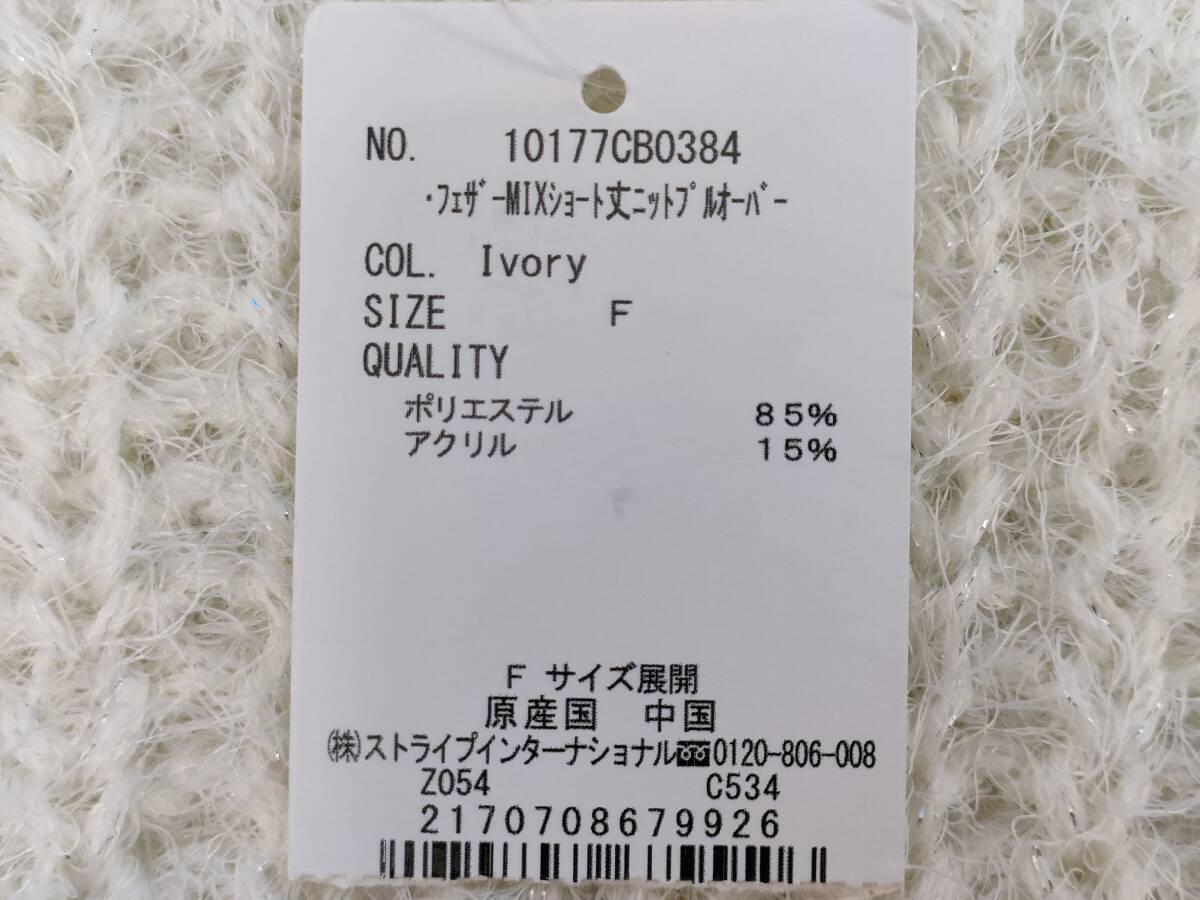 NO. 10177CB0384
・フェザーMIXショート丈ニットプルオーバー
COL. Ivory
SIZE F
QUALITY
ポリエステル 85%
アクリル 15%
F サイズ展開
原産国 中国
㈱ストライプインターナショナル 0120-806-008
Z054 C534
2170708679926